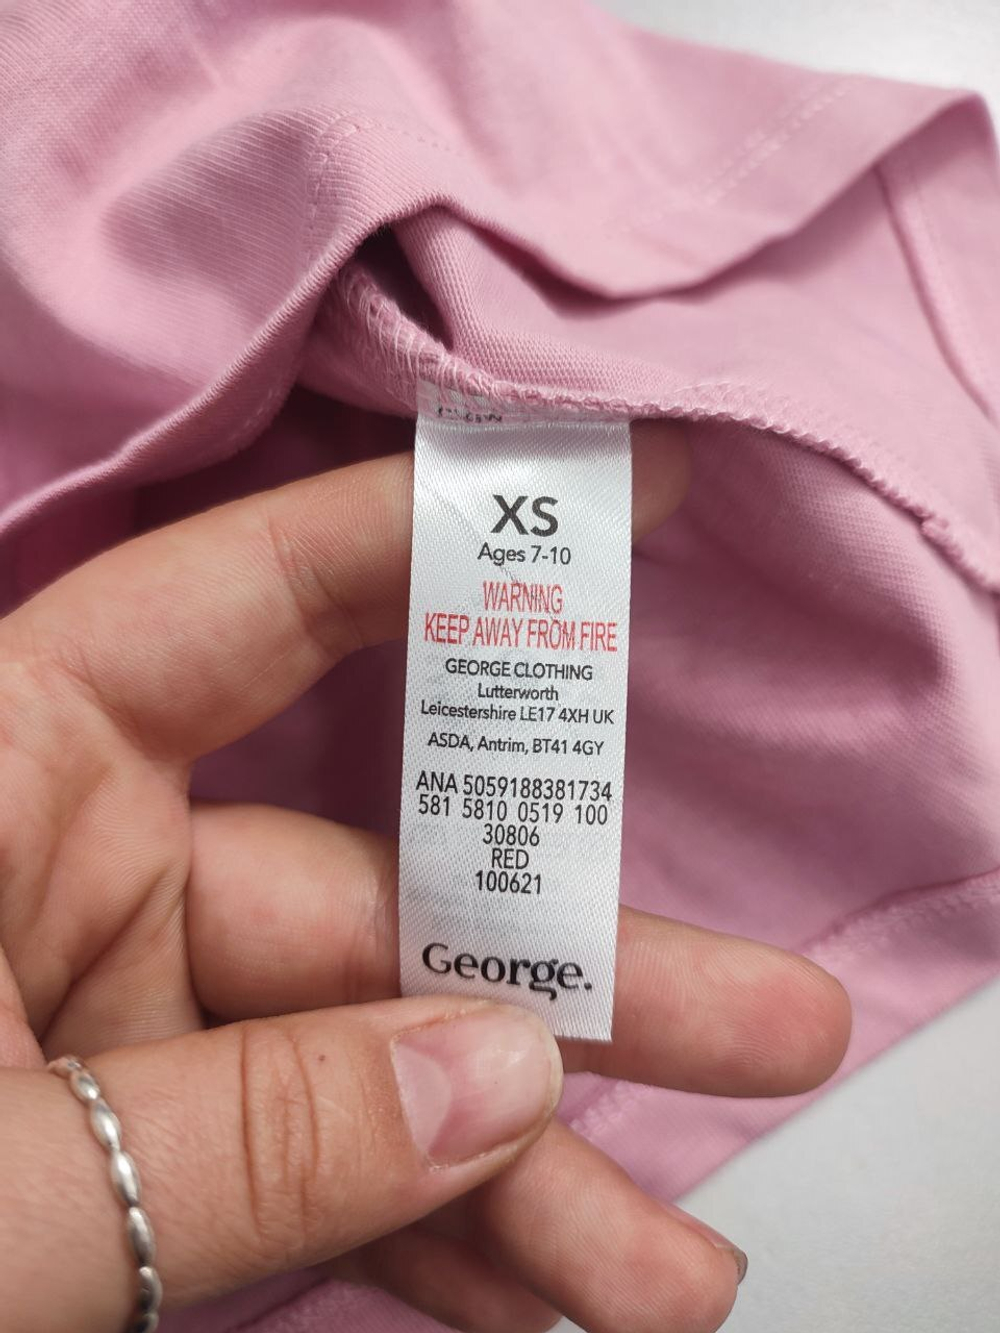 XS
Ages 7-10
WARNING
KEEP AWAY FROM FIRE
GEORGE CLOTHING
Lutterworth
Leicestershire LE17 4XH UK
ASDA, Antrim, BT41 4GY
ANA 5059188381734
581 5810 0519 100
30806
RED
100621
George.